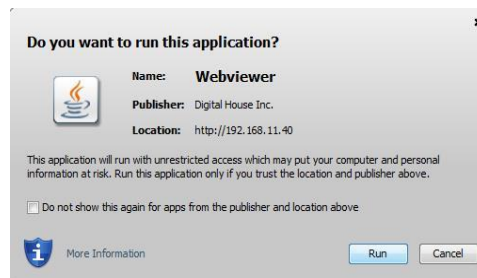 Do you want to run this application?
Name: Webviewer
Publisher: Digital House Inc.
Location: http://192.168.11.40
This application will run with unrestricted access which may put your computer and personal
information at risk. Run this application only if you trust the location and publisher above.
Do not show this again for apps from the publisher and location above
More Information
Run
Cancel